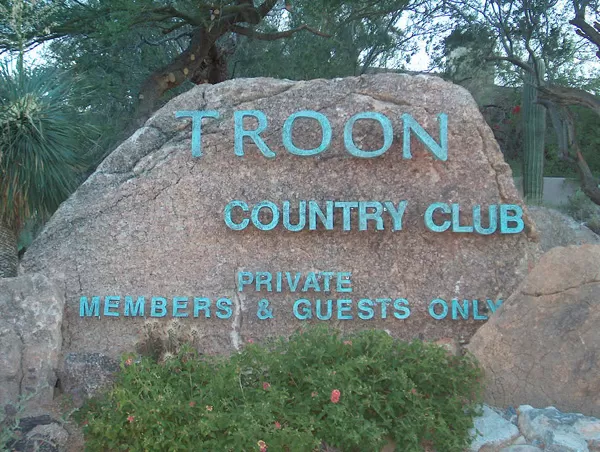 TROON
COUNTRY CLUB
PRIVATE
MEMBERS & GUESTS ONLY